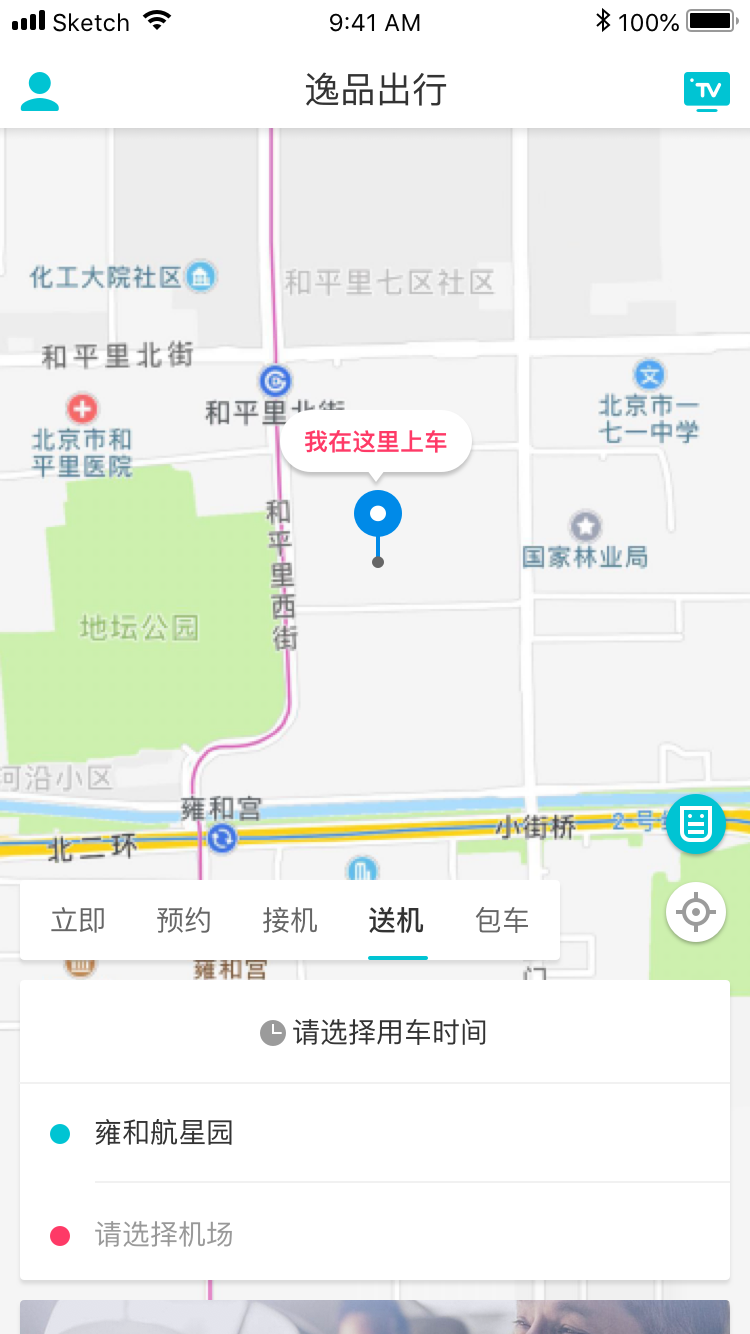 Sketch
9:41 AM
100%
逸品出行
TV
化工大院社区
和平里七区社区
和平里北街
和平里北街
北京市和
平里医院
北京市一
七一中学
我在这里上车
和平里西街
国家林业局
地坛公园
河沿小区
雍和宫
北二环
小街桥
2号
立即
预约
接机
送机
包车
雍和宫
门
请选择用车时间
雍和航星园
请选择机场